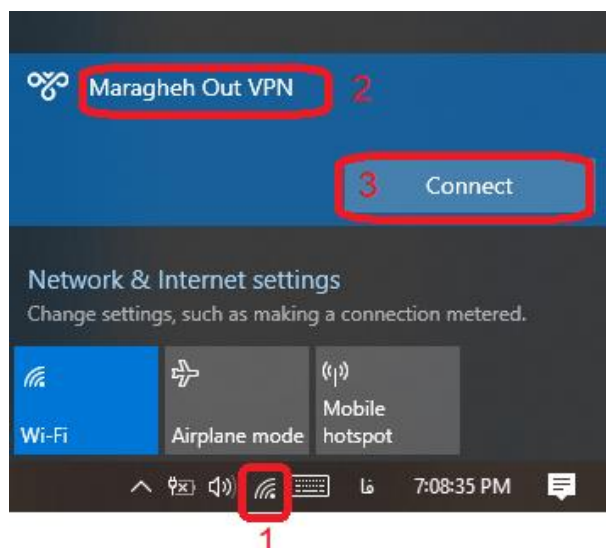 Maragheh Out VPN 2
3 Connect
Network & Internet settings
Change settings, such as making a connection metered.
Wi-Fi
Airplane mode
Mobile
hotspot
فا 7:08:35 PM
1